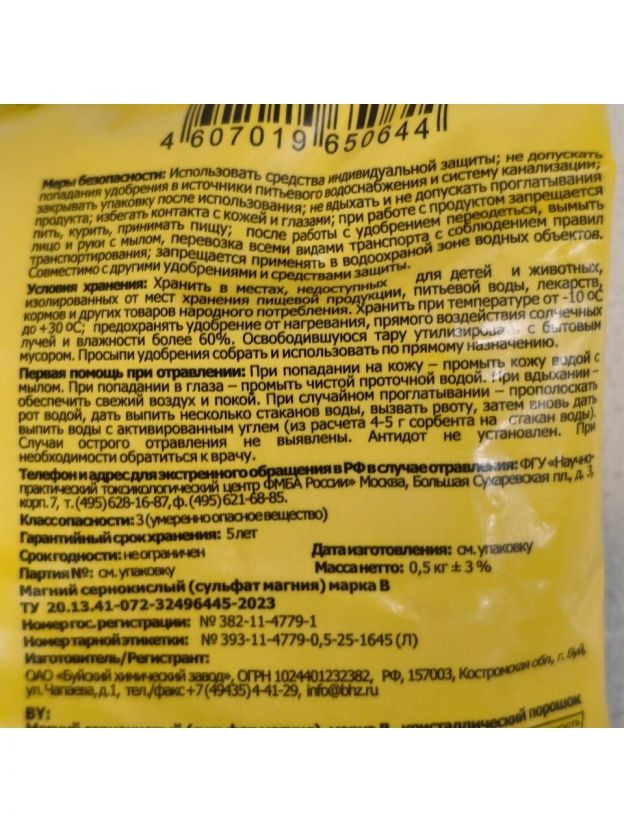 4 607019 650644
Меры безопасности: Использовать средства индивидуальной защиты; не допускать
попадания удобрения в источники питьевого водоснабжения и систему канализации;
закрывать упаковку после использования; не вдыхать и не допускать проглатывания
продукта; избегать контакта с кожей и глазами; при работе с продуктом запрещается
пить, курить, принимать пищу; после работы с удобрением переодеться, вымыть
лицо и руки с мылом, перевозка всеми видами транспорта с соблюдением правил
транспортирования; запрещается применять в водоохраной зоне водных объектов.
Совместимо с другими удобрениями и средствами защиты.
Условия хранения: Хранить в местах, недоступных для детей и животных,
изолированных от мест хранения пищевой продукции, питьевой воды, лекарств,
кормов и других товаров народного потребления. Хранить при температуре от -10 ОС
до +30 ОС; предохранять удобрение от нагревания, прямого воздействия солнечных
лучей и влажности более 60%. Освободившуюся тару утилизировать с бытовым
мусором. Просыпи удобрения собрать и использовать по прямому назначению.
Первая помощь при отравлении: При попадании на кожу – промыть кожу водой с
мылом. При попадании в глаза – промыть чистой проточной водой. При вдыхании –
обеспечить свежий воздух и покой. При случайном проглатывании – прополоскать
рот водой, дать выпить несколько стаканов воды, вызвать рвоту, затем вновь дать
выпить воды с активированным углем (из расчета 4-5 г сорбента на стакан воды).
Случаи острого отравления не выявлены. Антидот не установлен. При
необходимости обратиться к врачу.
Телефон и адрес для экстренного обращения в РФ в случае отравления: ФГУ «Научно-
практический токсикологический центр ФМБА России» Москва, Большая Сухаревская пл., д. 3,
корп. 7, т. (495) 628-16-87, ф. (495) 621-68-85.
Класс опасности: 3 (умеренно опасное вещество)
Гарантийный срок хранения: 5 лет
Срок годности: не ограничен Дата изготовления: см. упаковку
Партия №: см. упаковку Масса нетто: 0,5 кг ± 3 %
Магний сернокислый (сульфат магния) марка В
ТУ 20.13.41-072-32496445-2023
Номер гос. регистрации: № 382-11-4779-1
Номер тарной этикетки: № 393-11-4779-0,5-25-1645 (Л)
Изготовитель/Регистрант:
ОАО «Буйский химический завод», ОГРН 1024401232382, РФ, 157003, Костромская обл., г. Буй,
ул. Чапаева, д.1, тел./факс +7 (49435) 4-41-29, info@bhz.ru
BY:
Магний сернокислый (сульфат магния) марка В, кристаллический порошок